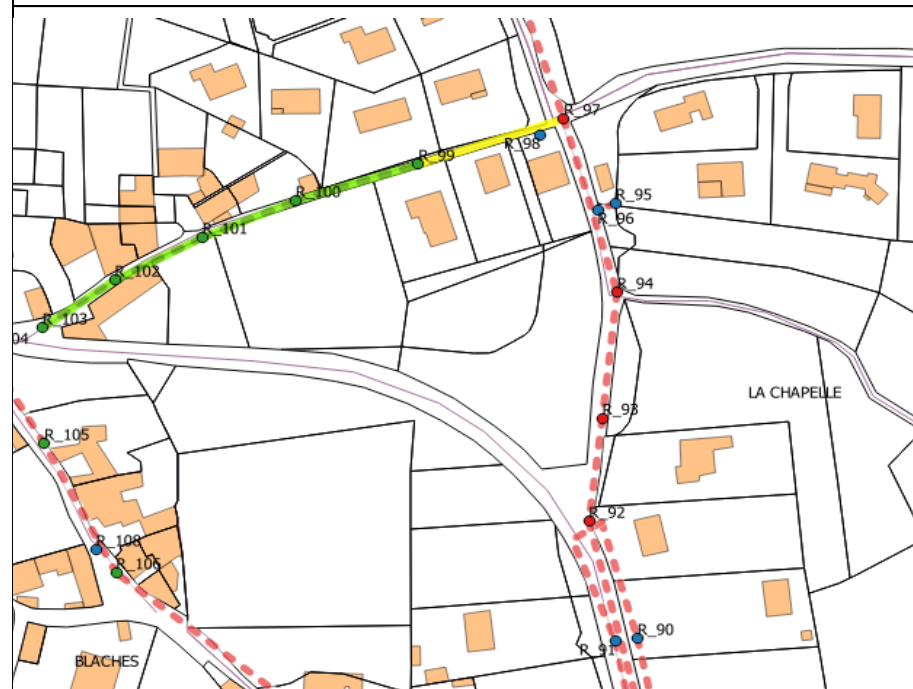 R_97
R_98
R_99
R_100
R_95
R_96
R_101
R_102
R_94
R_103
04
LA CHAPELLE
R_93
R_105
R_92
R_108
R_106
R_90
R_91
BLACHES